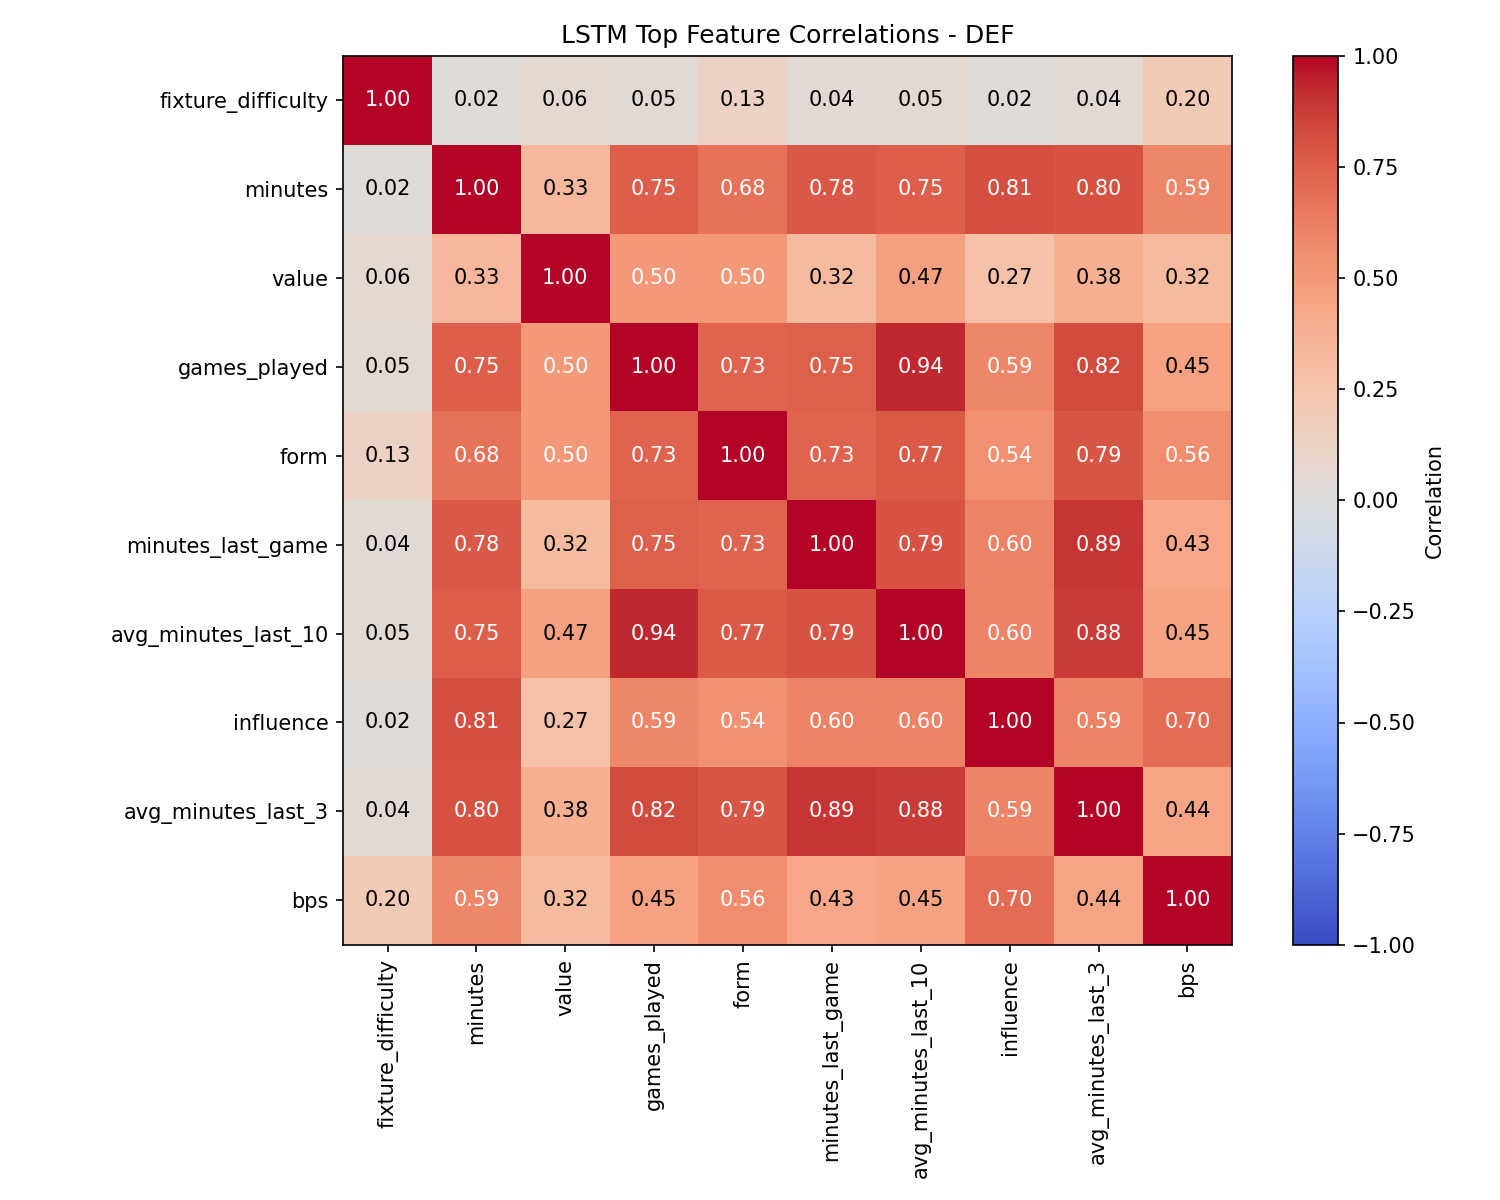 LSTM Top Feature Correlations - DEF
fixture_difficulty 1.00 0.02 0.06 0.05 0.13 0.04 0.05 0.02 0.04 0.20
minutes 0.02 1.00 0.33 0.75 0.68 0.78 0.75 0.81 0.80 0.59
value 0.06 0.33 1.00 0.50 0.50 0.32 0.47 0.27 0.38 0.32
games_played 0.05 0.75 0.50 1.00 0.73 0.75 0.94 0.59 0.82 0.45
form 0.13 0.68 0.50 0.73 1.00 0.73 0.77 0.54 0.79 0.56
minutes_last_game 0.04 0.78 0.32 0.75 0.73 1.00 0.79 0.60 0.89 0.43
avg_minutes_last_10 0.05 0.75 0.47 0.94 0.77 0.79 1.00 0.60 0.88 0.45
influence 0.02 0.81 0.27 0.59 0.54 0.60 0.60 1.00 0.59 0.70
avg_minutes_last_3 0.04 0.80 0.38 0.82 0.79 0.89 0.88 0.59 1.00 0.44
bps 0.20 0.59 0.32 0.45 0.56 0.43 0.45 0.70 0.44 1.00
fixture_difficulty
minutes
value
games_played
form
minutes_last_game
avg_minutes_last_10
influence
avg_minutes_last_3
bps
1.00
0.75
0.50
0.25
0.00
−0.25
−0.50
−0.75
−1.00
Correlation